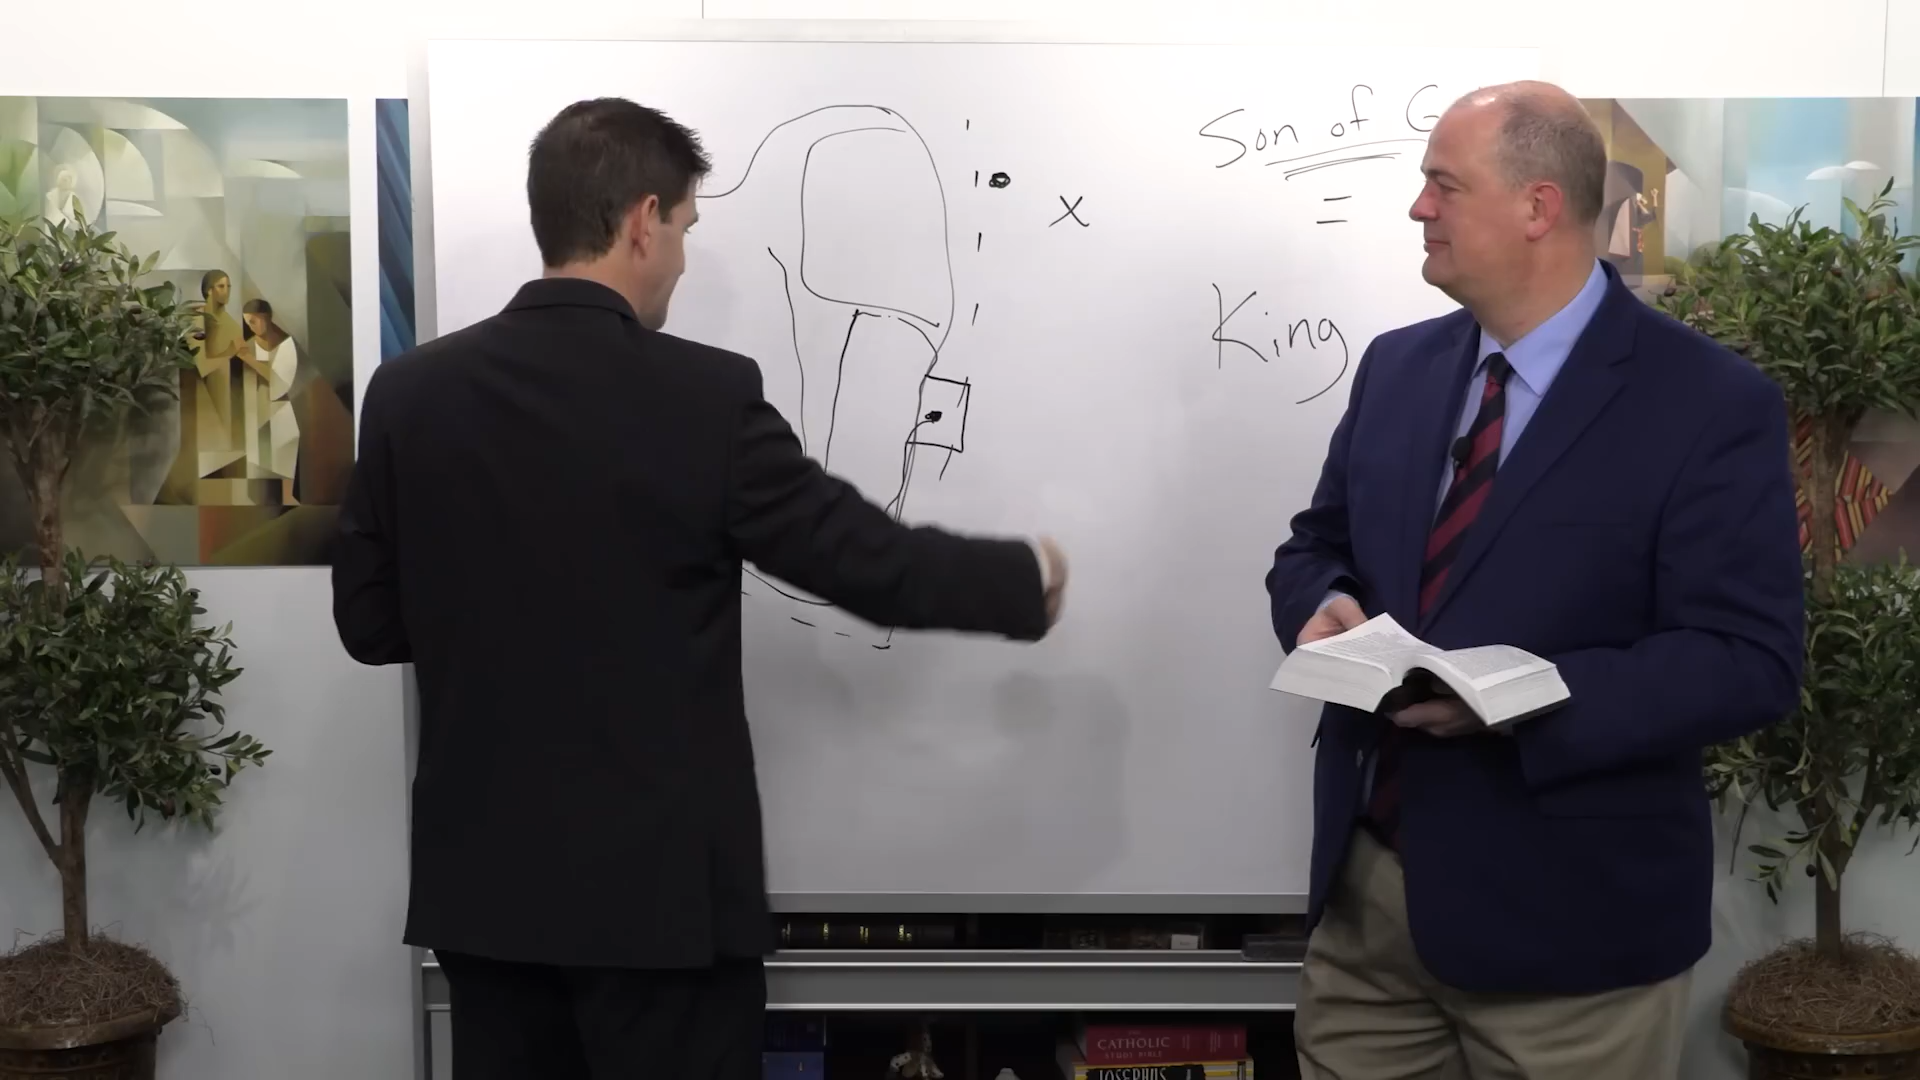 Son of G
=
King
X
CATHOLIC
STUDY BIBLE
JOSEPHUS